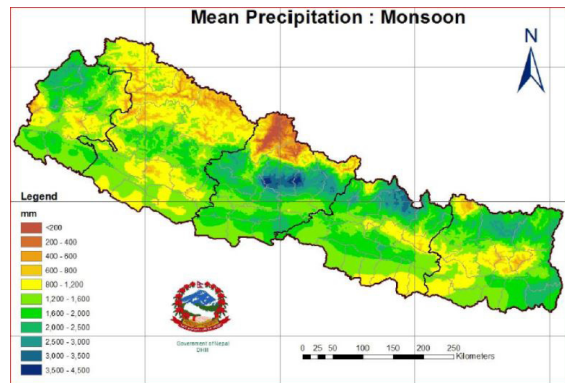 Mean Precipitation : Monsoon
N
Legend
mm
<200
200 - 400
400 - 600
600 - 800
800 - 1,200
1,200 - 1,600
1,600 - 2,000
2,000 - 2,500
2,500 - 3,000
3,000 - 3,500
3,500 - 4,500
Government of Nepal
DHM
0 25 50 100 150 200 250
Kilometers